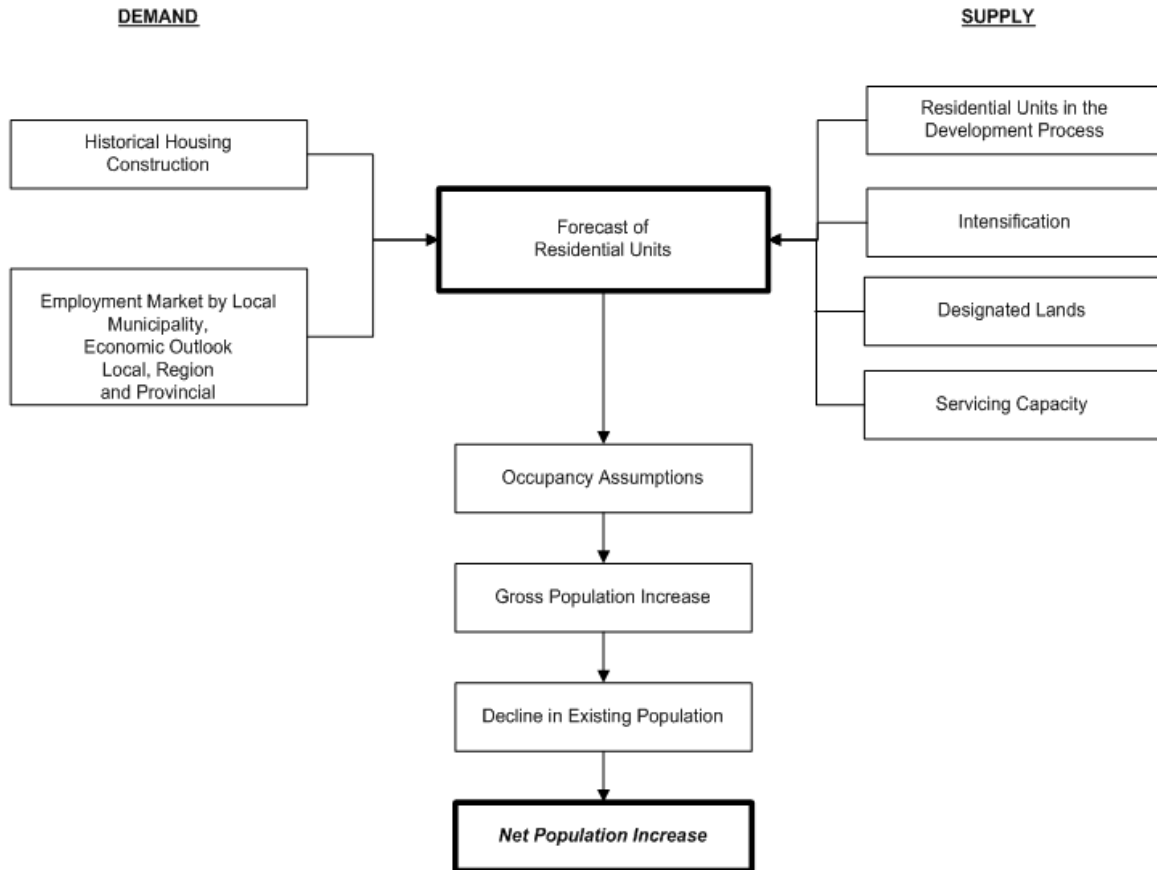 DEMAND
SUPPLY
Historical Housing
Construction
Employment Market by Local
Municipality,
Economic Outlook
Local, Region
and Provincial
Forecast of
Residential Units
Residential Units in the
Development Process
Intensification
Designated Lands
Servicing Capacity
Occupancy Assumptions
Gross Population Increase
Decline in Existing Population
Net Population Increase